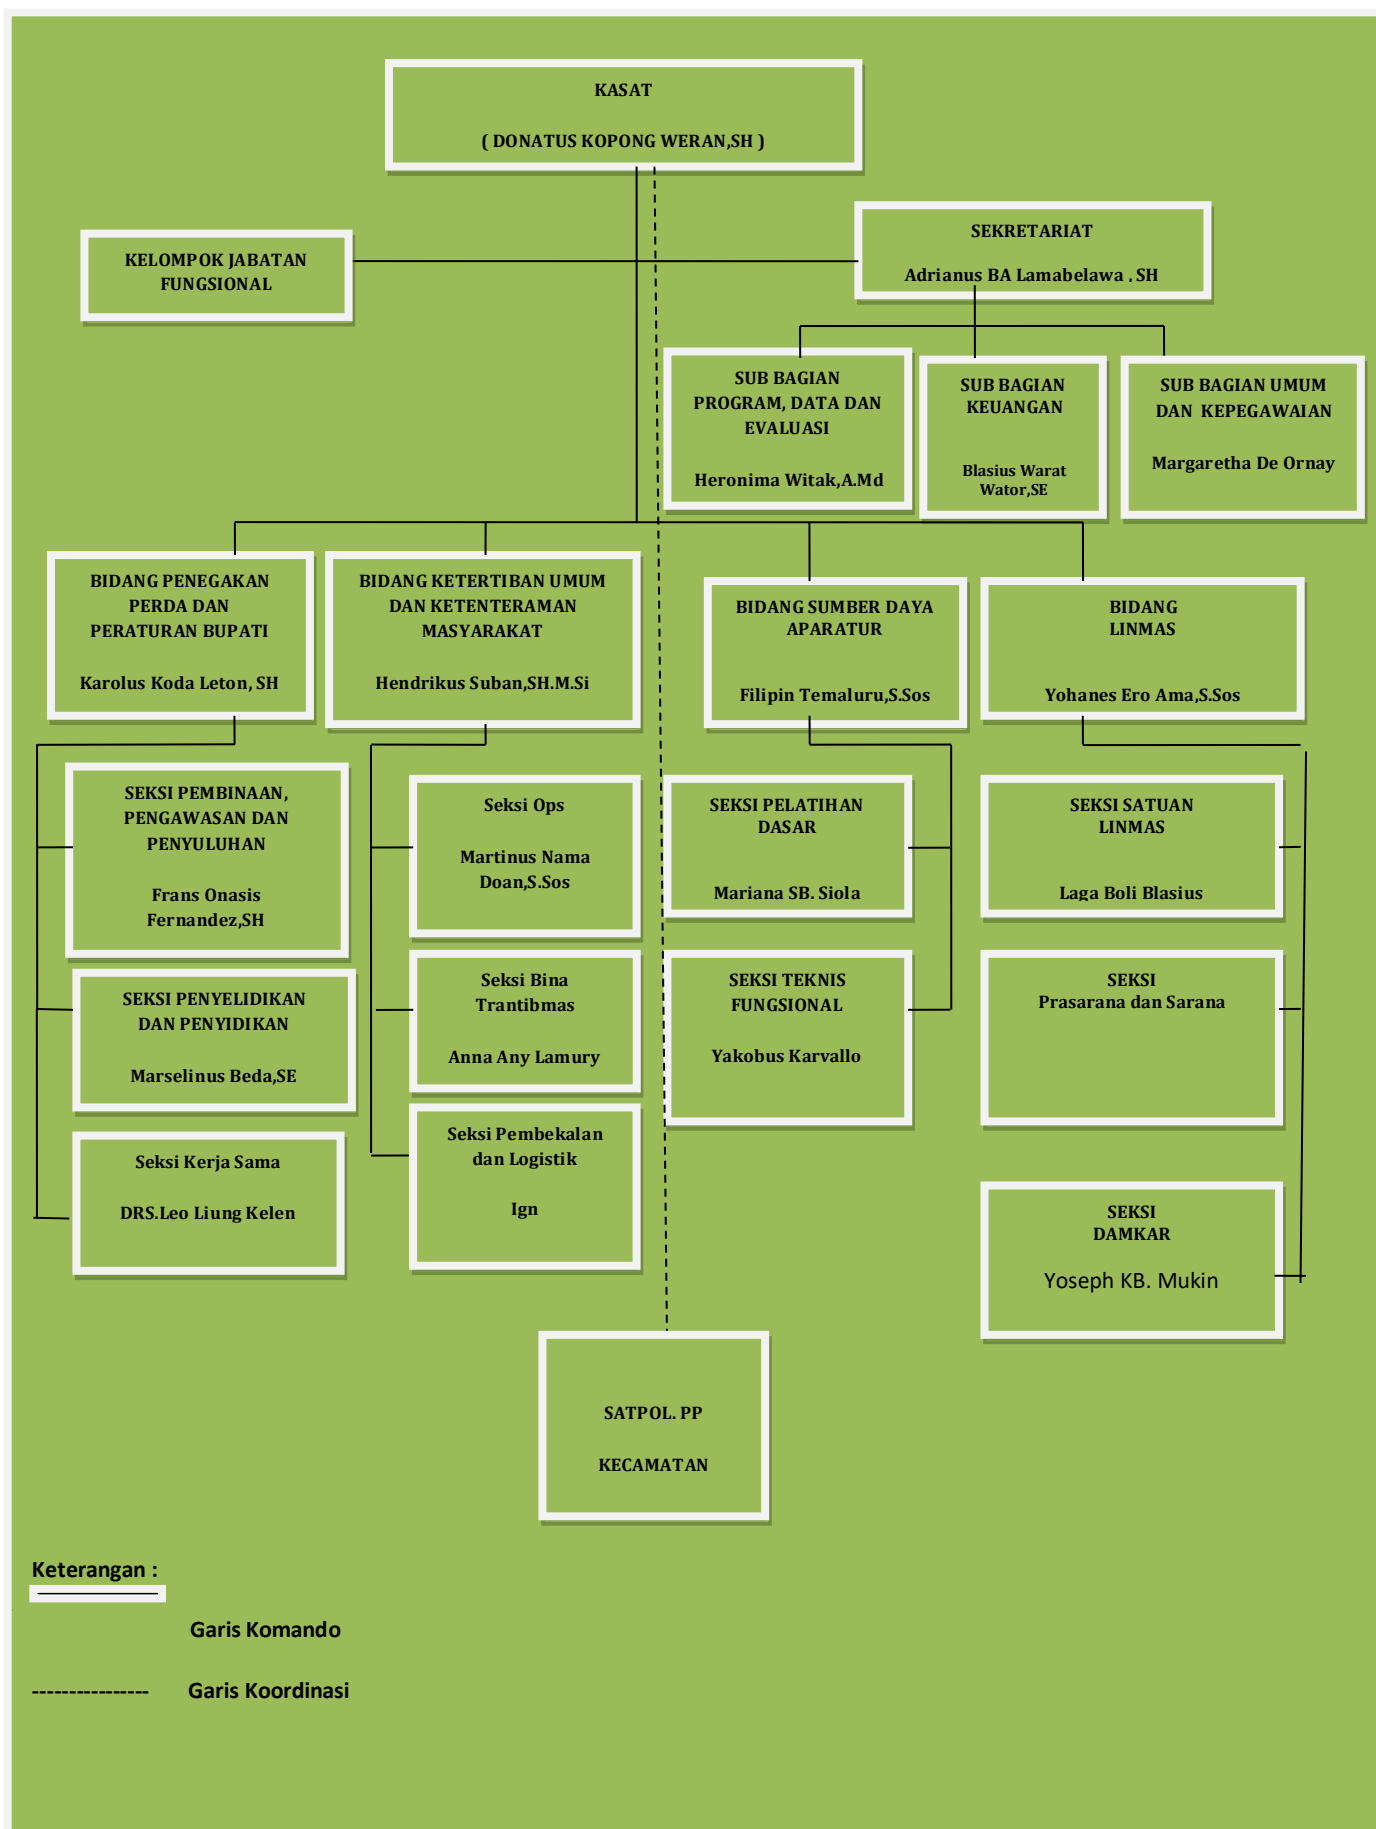 KASAT
( DONATUS KOPONG WERAN,SH )
KELOMPOK JABATAN
FUNGSIONAL
SEKRETARIAT
Adrianus BA Lamabelawa , SH
SUB BAGIAN
PROGRAM, DATA DAN
EVALUASI
Heronima Witak,A.Md
SUB BAGIAN
KEUANGAN
Blasius Warat
Wator,SE
SUB BAGIAN UMUM
DAN KEPEGAWAIAN
Margaretha De Ornay
BIDANG PENEGAKAN
PERDA DAN
PERATURAN BUPATI
Karolus Koda Leton, SH
BIDANG KETERTIBAN UMUM
DAN KETENTERAMAN
MASYARAKAT
Hendrikus Suban,SH.M.Si
BIDANG SUMBER DAYA
APARATUR
Filipin Temaluru,S.Sos
BIDANG
LINMAS
Yohanes Ero Ama,S.Sos
SEKSI PEMBINAAN,
PENGAWASAN DAN
PENYULUHAN
Frans Onasis
Fernandez,SH
SEKSI PENYELIDIKAN
DAN PENYIDIKAN
Marselinus Beda,SE
Seksi Kerja Sama
DRS.Leo Liung Kelen
Seksi Ops
Martinus Nama
Doan,S.Sos
Seksi Bina
Trantibmas
Anna Any Lamury
Seksi Pembekalan
dan Logistik
Ign
SEKSI PELATIHAN
DASAR
Mariana SB. Siola
SEKSI TEKNIS
FUNGSIONAL
Yakobus Karvallo
SEKSI SATUAN
LINMAS
Laga Boli Blasius
SEKSI
Prasarana dan Sarana
SEKSI
DAMKAR
Yoseph KB. Mukin
SATPOL. PP
KECAMATAN
Keterangan :
Garis Komando
Garis Koordinasi